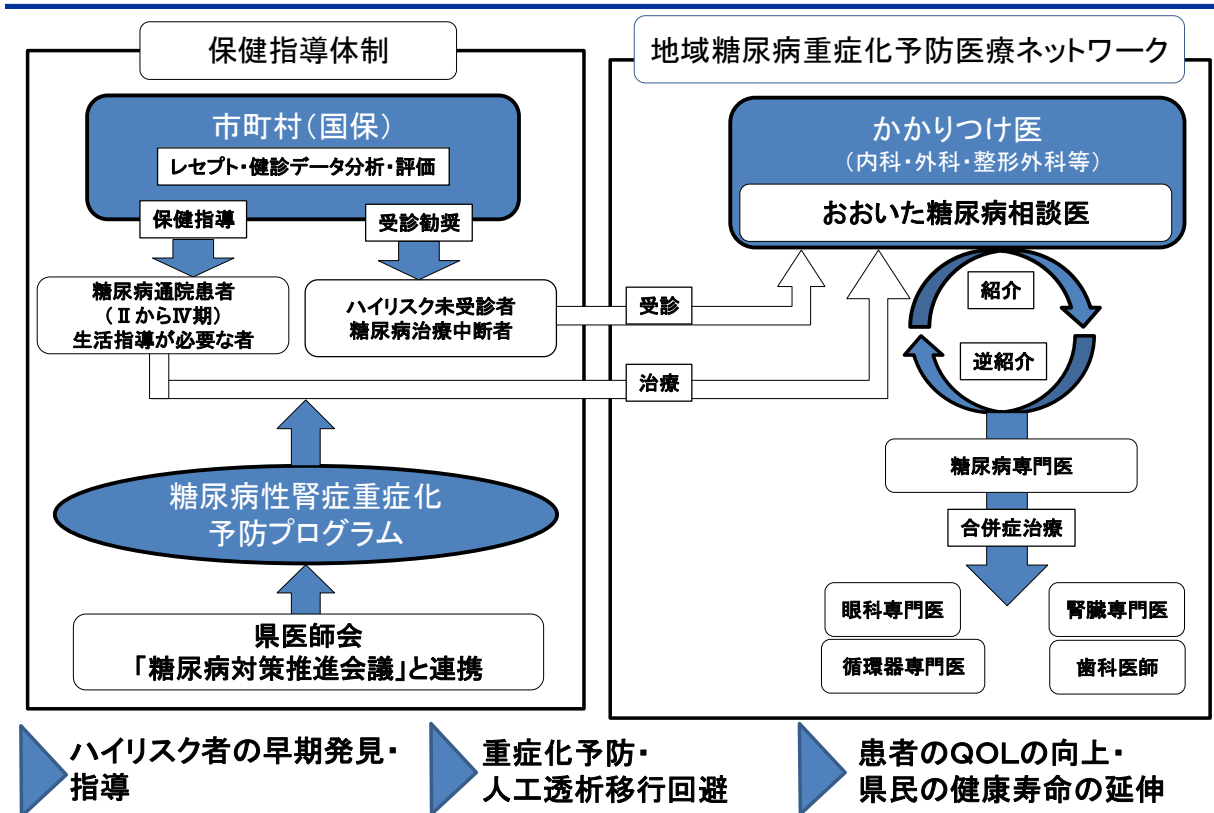 保健指導体制
市町村(国保)
レセプト・健診データ分析・評価
保健指導
受診勧奨
糖尿病通院患者
(ⅡからⅣ期)
生活指導が必要な者
ハイリスク未受診者
糖尿病治療中断者
糖尿病性腎症重症化
予防プログラム
県医師会
「糖尿病対策推進会議」と連携
地域糖尿病重症化予防医療ネットワーク
かかりつけ医
(内科・外科・整形外科等)
おおいた糖尿病相談医
受診
治療
紹介
逆紹介
糖尿病専門医
合併症治療
眼科専門医
腎臓専門医
循環器専門医
歯科医師
ハイリスク者の早期発見・
指導
重症化予防・
人工透析移行回避
患者のQOLの向上・
県民の健康寿命の延伸